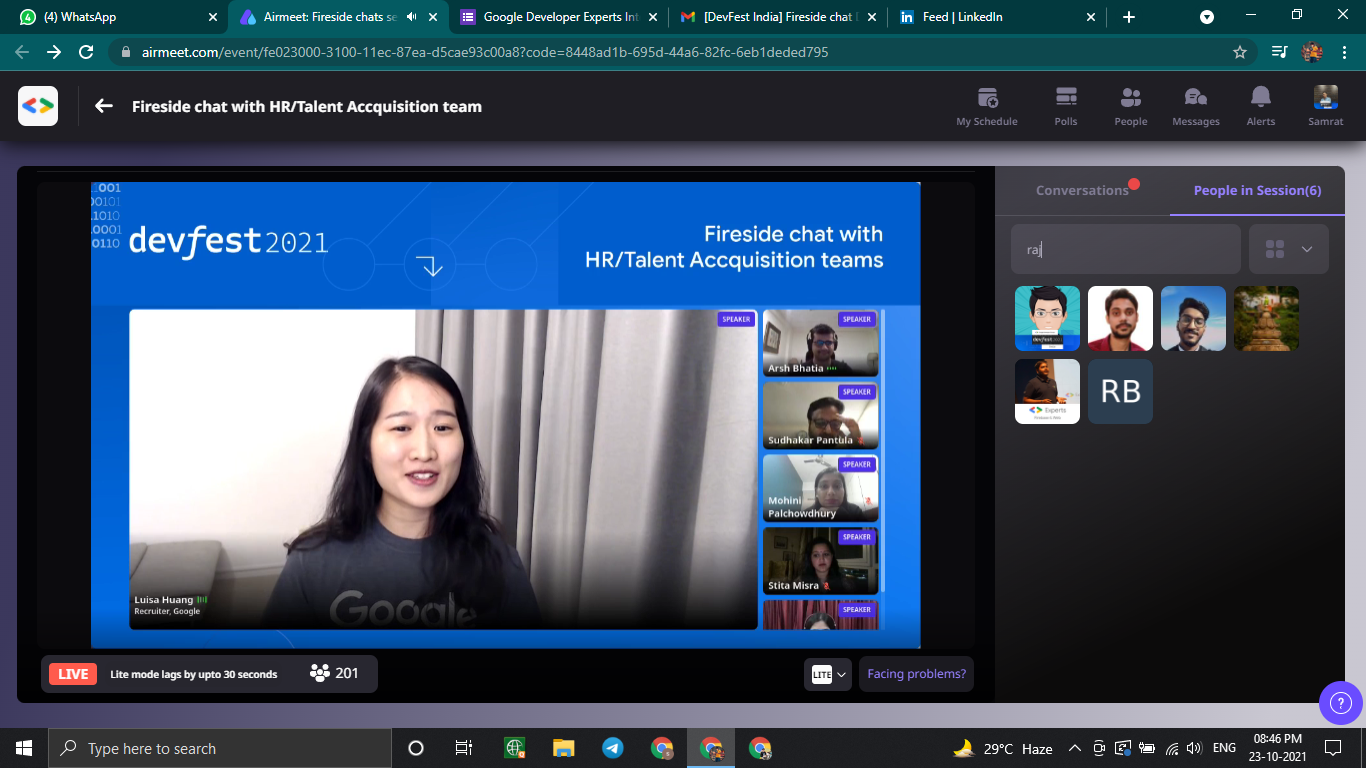 (4) WhatsApp
Airmeet: Fireside chats se
Google Developer Experts Int
[DevFest India] Fireside chat
Feed | LinkedIn
airmeet.com/event/fe023000-3100-11ec-87ea-d5cae93c00a8?code=8448ad1b-695d-44a6-82fc-6eb1deded795
Fireside chat with HR/Talent Accquisition team
My Schedule
Polls
People
Messages
Alerts
Samrat
Conversations
People in Session(6)
raj
RB
Experts
devfest 2021
Fireside chat with
HR/Talent Accquisition teams
SPEAKER
Luisa Huang
Recruiter, Google
Google
SPEAKER
Arsh Bhatia
SPEAKER
Sudhakar Pantula
SPEAKER
Mohini
Palchowdhury
SPEAKER
Stita Misra
SPEAKER
LIVE
Lite mode lags by upto 30 seconds
201
LITE
Facing problems?
?
Type here to search
29°C Haze
ENG
08:46 PM
23-10-2021